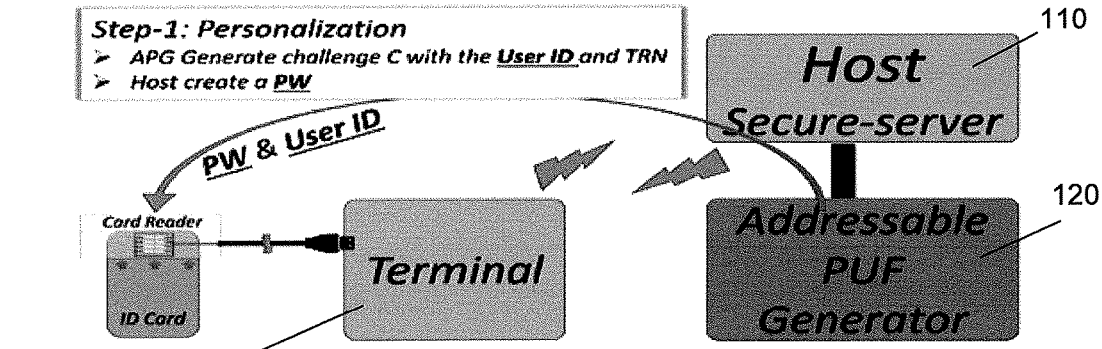 Step-1: Personalization
➢ APG Generate challenge C with the User ID and TRN
➢ Host create a PW
110
Host
Secure-server
PW & User ID
120
Card Reader
ID Card
Terminal
Addressable
PUF
Generator